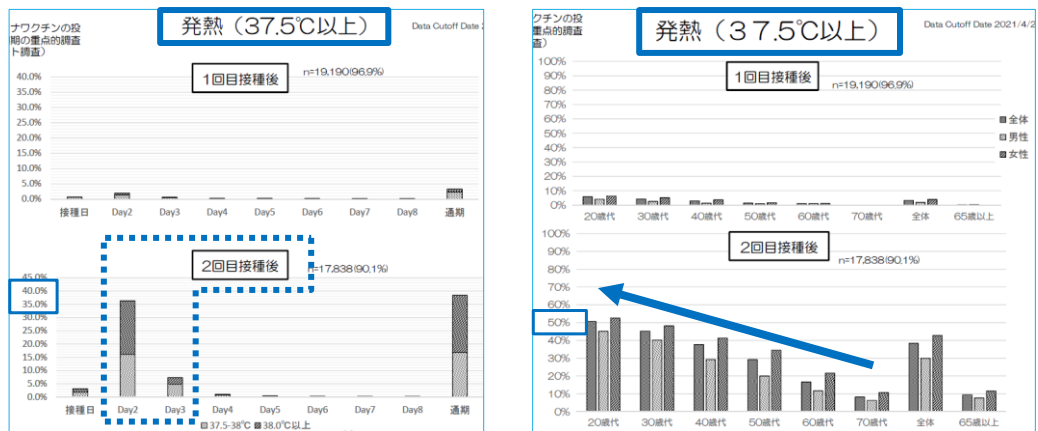 ナワクチンの投
期の重点的調査
ト調査）
発熱（37.5℃以上）
Data Cutoff Date
1回目接種後
n=19,190(96.9%)
40.0%
35.0%
30.0%
25.0%
20.0%
15.0%
10.0%
5.0%
0.0%
接種日 Day2 Day3 Day4 Day5 Day6 Day7 Day8 通期
2回目接種後
n=17,838(90.1%)
45.0%
40.0%
35.0%
30.0%
25.0%
20.0%
15.0%
10.0%
5.0%
0.0%
接種日 Day2 Day3 Day4 Day5 Day6 Day7 Day8 通期
37.5-38℃ 38.0℃以上
クチンの投
の重点的調査
査）
発熱（３７.5℃以上）
Data Cutoff Date 2021/4/2
1回目接種後
n=19,190(96.9%)
100%
90%
80%
70%
60%
50%
40%
30%
20%
10%
0%
全体
男性
女性
20歳代 30歳代 40歳代 50歳代 60歳代 70歳代 全体 65歳以上
2回目接種後
n=17,838(90.1%)
100%
90%
80%
70%
60%
50%
40%
30%
20%
10%
0%
20歳代 30歳代 40歳代 50歳代 60歳代 70歳代 全体 65歳以上